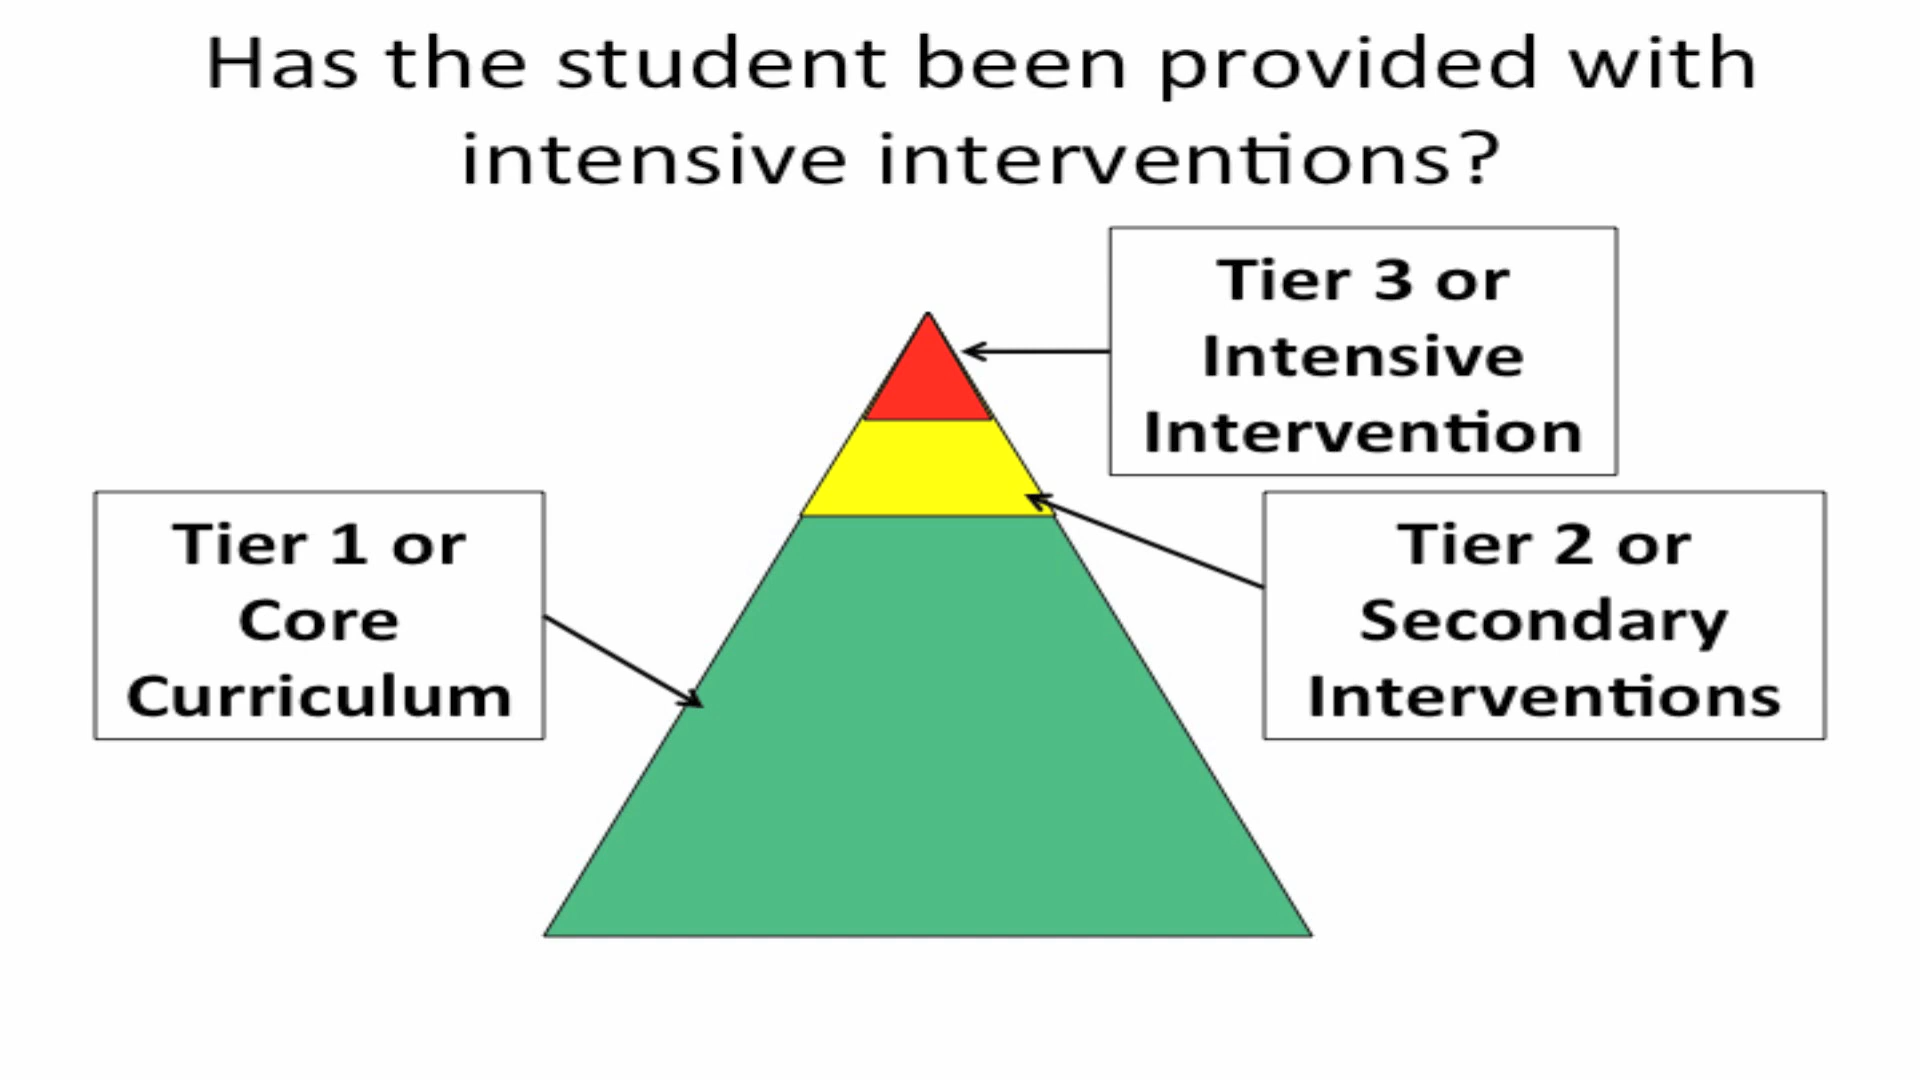 Has the student been provided with
intensive interventions?
Tier 3 or
Intensive
Intervention
Tier 1 or
Core
Curriculum
Tier 2 or
Secondary
Interventions